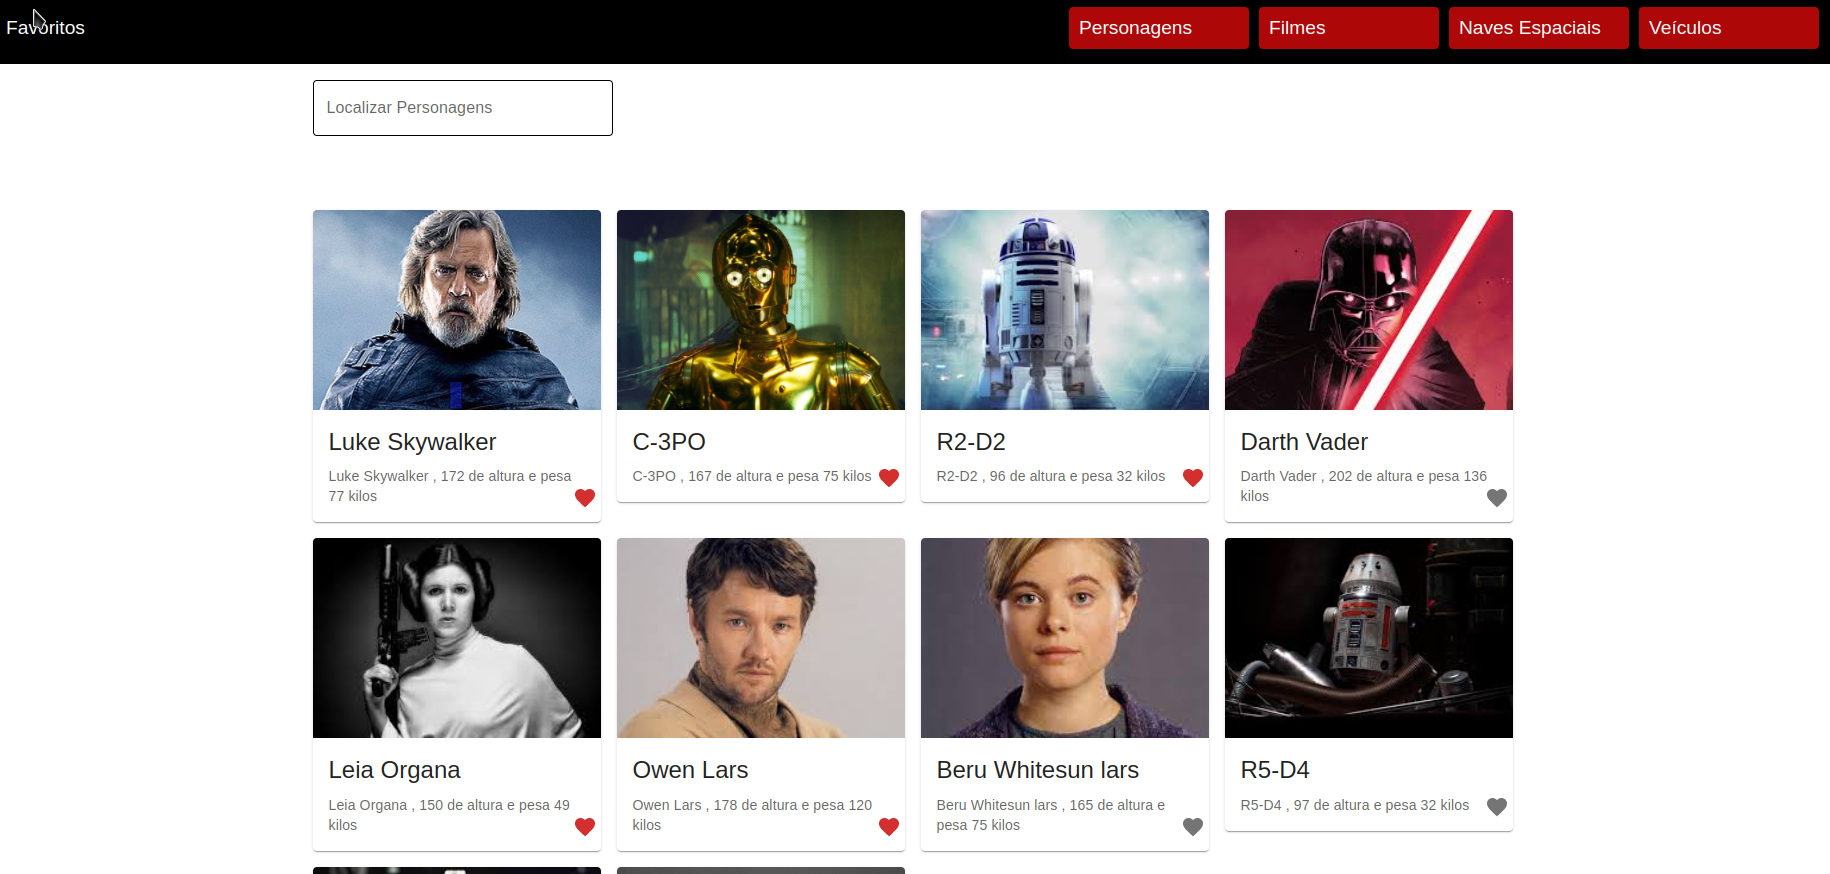 Favoritos
Personagens
Filmes
Naves Espaciais
Veículos
Localizar Personagens
Luke Skywalker
Luke Skywalker , 172 de altura e pesa
77 kilos
C-3PO
C-3PO , 167 de altura e pesa 75 kilos
R2-D2
R2-D2 , 96 de altura e pesa 32 kilos
Darth Vader
Darth Vader , 202 de altura e pesa 136
kilos
Leia Organa
Leia Organa , 150 de altura e pesa 49
kilos
Owen Lars
Owen Lars , 178 de altura e pesa 120
kilos
Beru Whitesun lars
Beru Whitesun lars , 165 de altura e
pesa 75 kilos
R5-D4
R5-D4 , 97 de altura e pesa 32 kilos